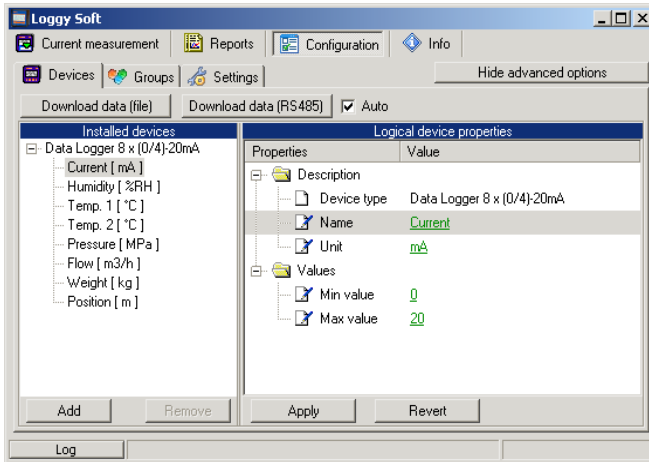 Loggy Soft
Current measurement Reports Configuration Info
Devices Groups Settings Hide advanced options
Download data (file) Download data (RS485) Auto
Installed devices
Data Logger 8 x (0/4)-20mA
Current [ mA ]
Humidity [ %RH ]
Temp. 1 [ °C ]
Temp. 2 [ °C ]
Pressure [ MPa ]
Flow [ m3/h ]
Weight [ kg ]
Position [ m ]
Add Remove
Logical device properties
Properties Value
Description
Device type Data Logger 8 x (0/4)-20mA
Name Current
Unit mA
Values
Min value 0
Max value 20
Apply Revert
Log